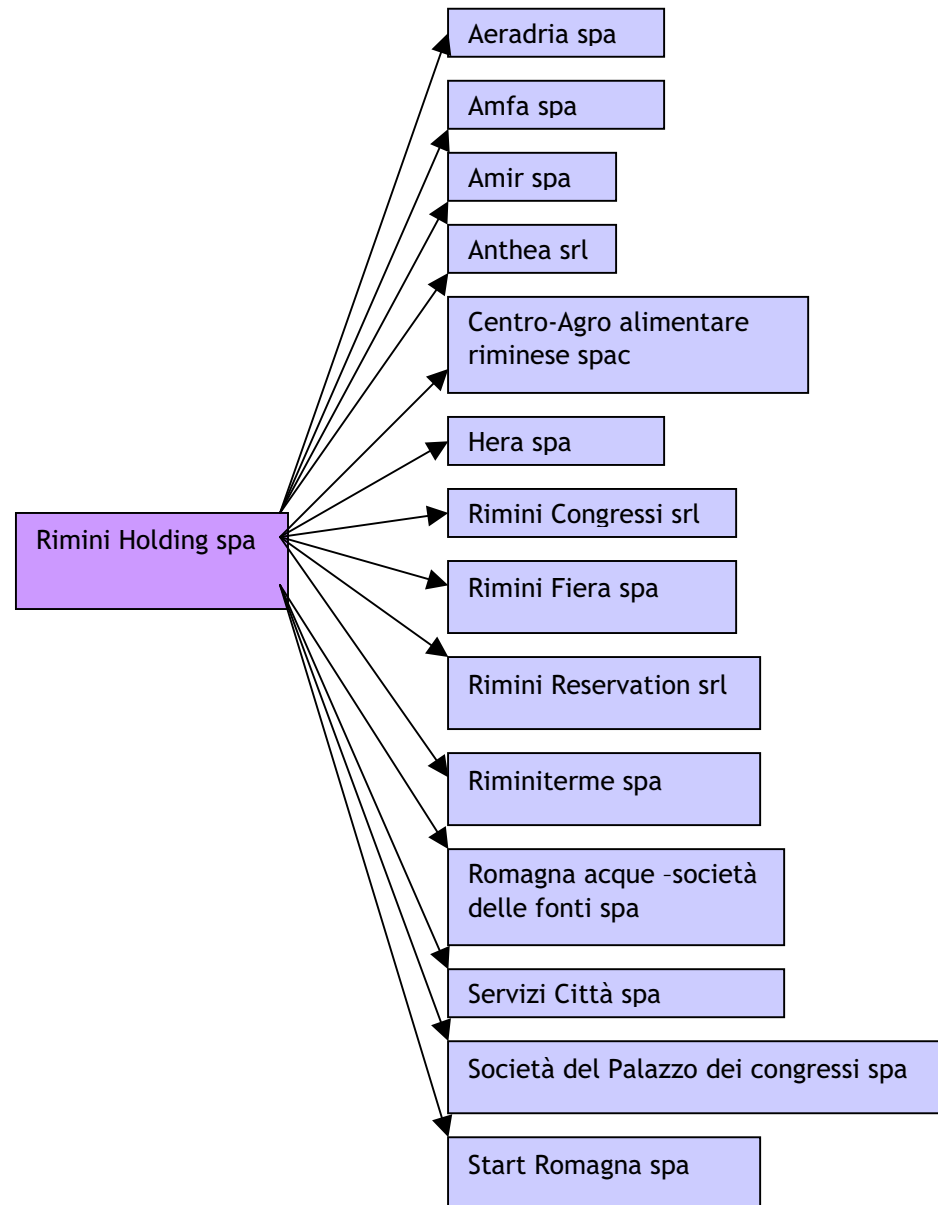 Aeradria spa
Amfa spa
Amir spa
Anthea srl
Centro-Agro alimentare
riminese spac
Hera spa
Rimini Congressi srl
Rimini Holding spa
Rimini Fiera spa
Rimini Reservation srl
Riminiterme spa
Romagna acque –società
delle fonti spa
Servizi Città spa
Società del Palazzo dei congressi spa
Start Romagna spa